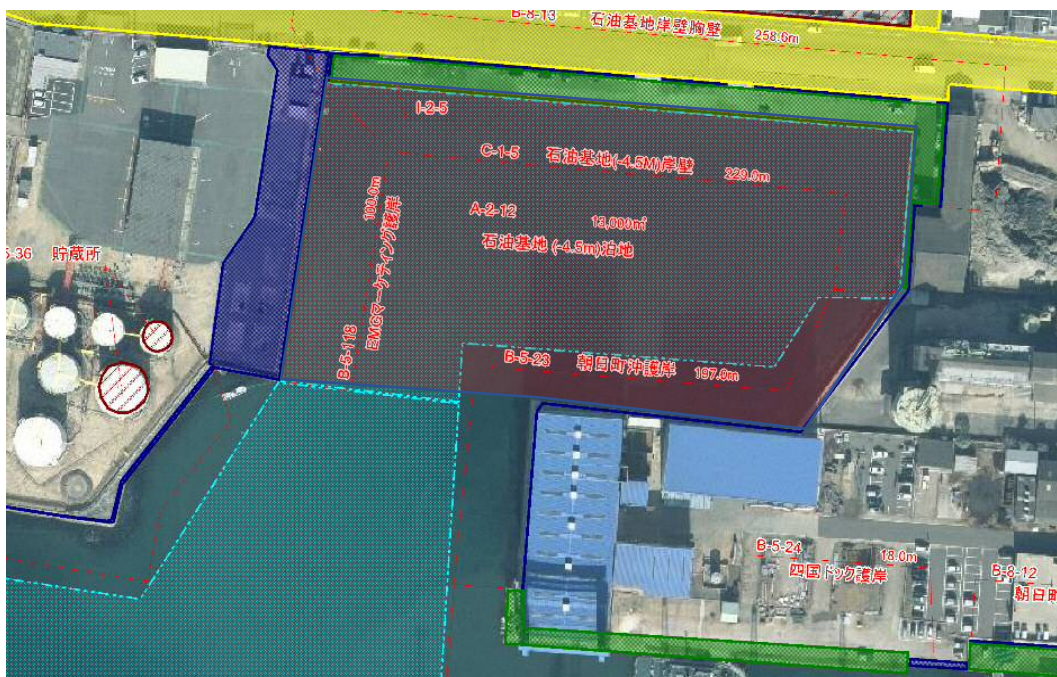 B-8-13 石油基地岸壁胸壁 258.6m
I-2-5
C-1-5 石油基地(-4.5M)岸壁 229.0m
A-2-12 13,000㎡
石油基地 (-4.5m)泊地
100.0m
B-5-118 EMGマーケティング護岸
5-36 貯蔵所
B-5-23 朝日町沖護岸 197.0m
B-5-24 18.0m
四国ドック護岸
B-8-12
朝日町